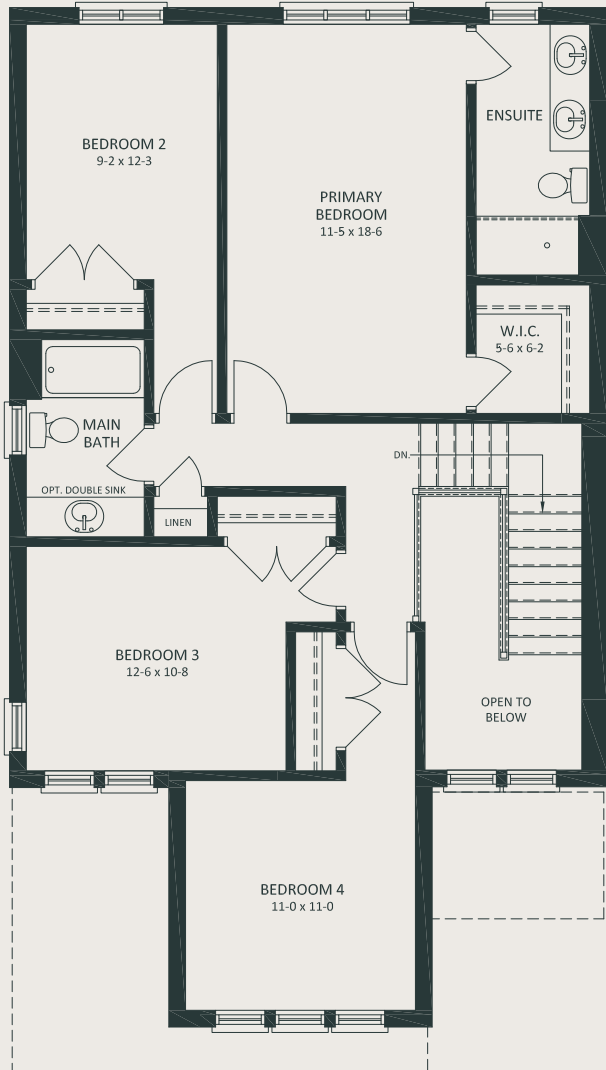 BEDROOM 2
9-2 x 12-3
PRIMARY
BEDROOM
11-5 x 18-6
ENSUITE
W.I.C.
5-6 x 6-2
MAIN
BATH
OPT. DOUBLE SINK
LINEN
DN.
BEDROOM 3
12-6 x 10-8
OPEN TO
BELOW
BEDROOM 4
11-0 x 11-0